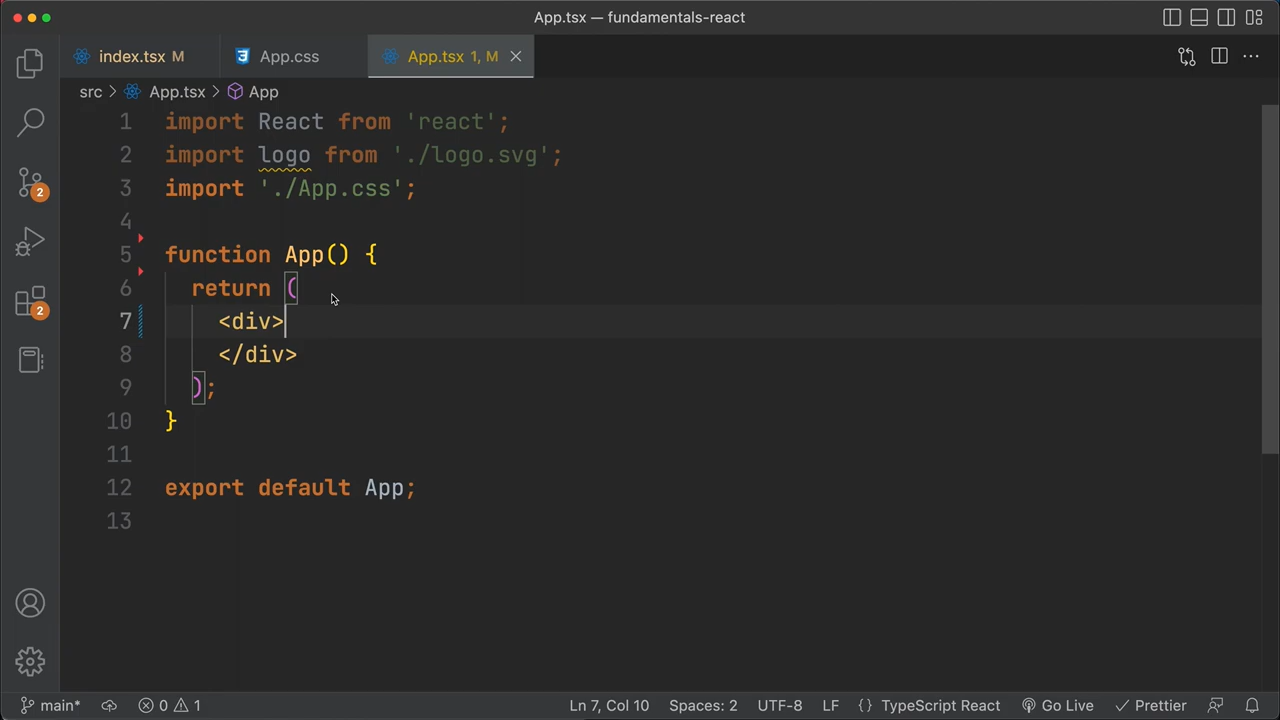 App.tsx — fundamentals-react
index.tsx M
App.css
App.tsx 1, M
src > App.tsx > App
1 import React from 'react';
2 import logo from './logo.svg';
3 import './App.css';
4
5 function App() {
6 return (
7 <div>
8 </div>
9 );
10 }
11
12 export default App;
13
2
2
main*
0
1
Ln 7, Col 10
Spaces: 2
UTF-8
LF
{ } TypeScript React
Go Live
Prettier